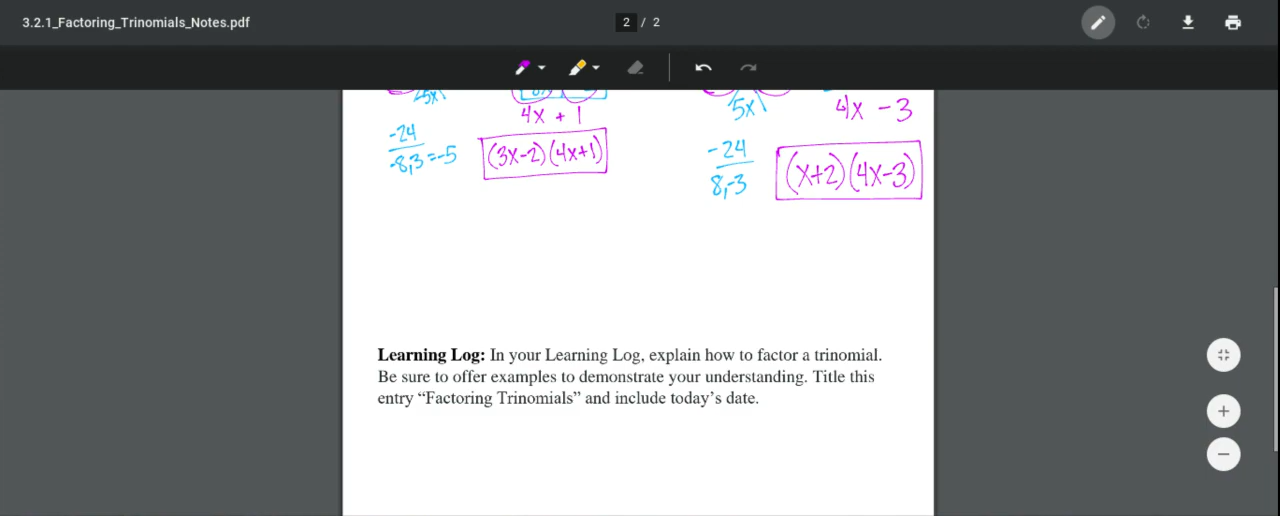 3.2.1_Factoring_Trinomials_Notes.pdf
2 / 2
-5x
4x + 1
-24
-8,3=-5
(3x-2)(4x+1)
5x
4x - 3
-24
8,-3
(x+2)(4x-3)
Learning Log: In your Learning Log, explain how to factor a trinomial.
Be sure to offer examples to demonstrate your understanding. Title this
entry “Factoring Trinomials” and include today’s date.